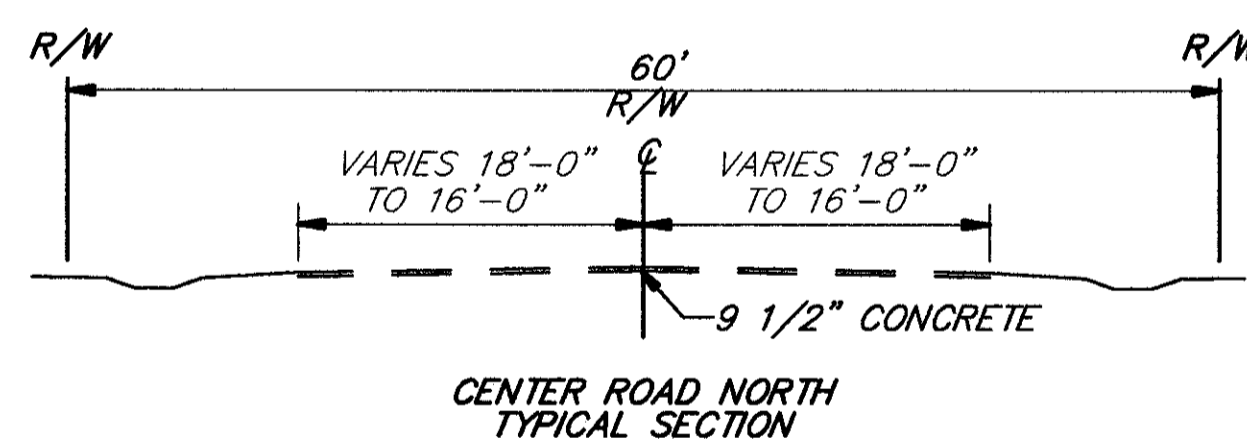 R/W
R/W
60'
R/W
℄
VARIES 18'-0"
TO 16'-0"
VARIES 18'-0"
TO 16'-0"
9 1/2" CONCRETE
CENTER ROAD NORTH
TYPICAL SECTION